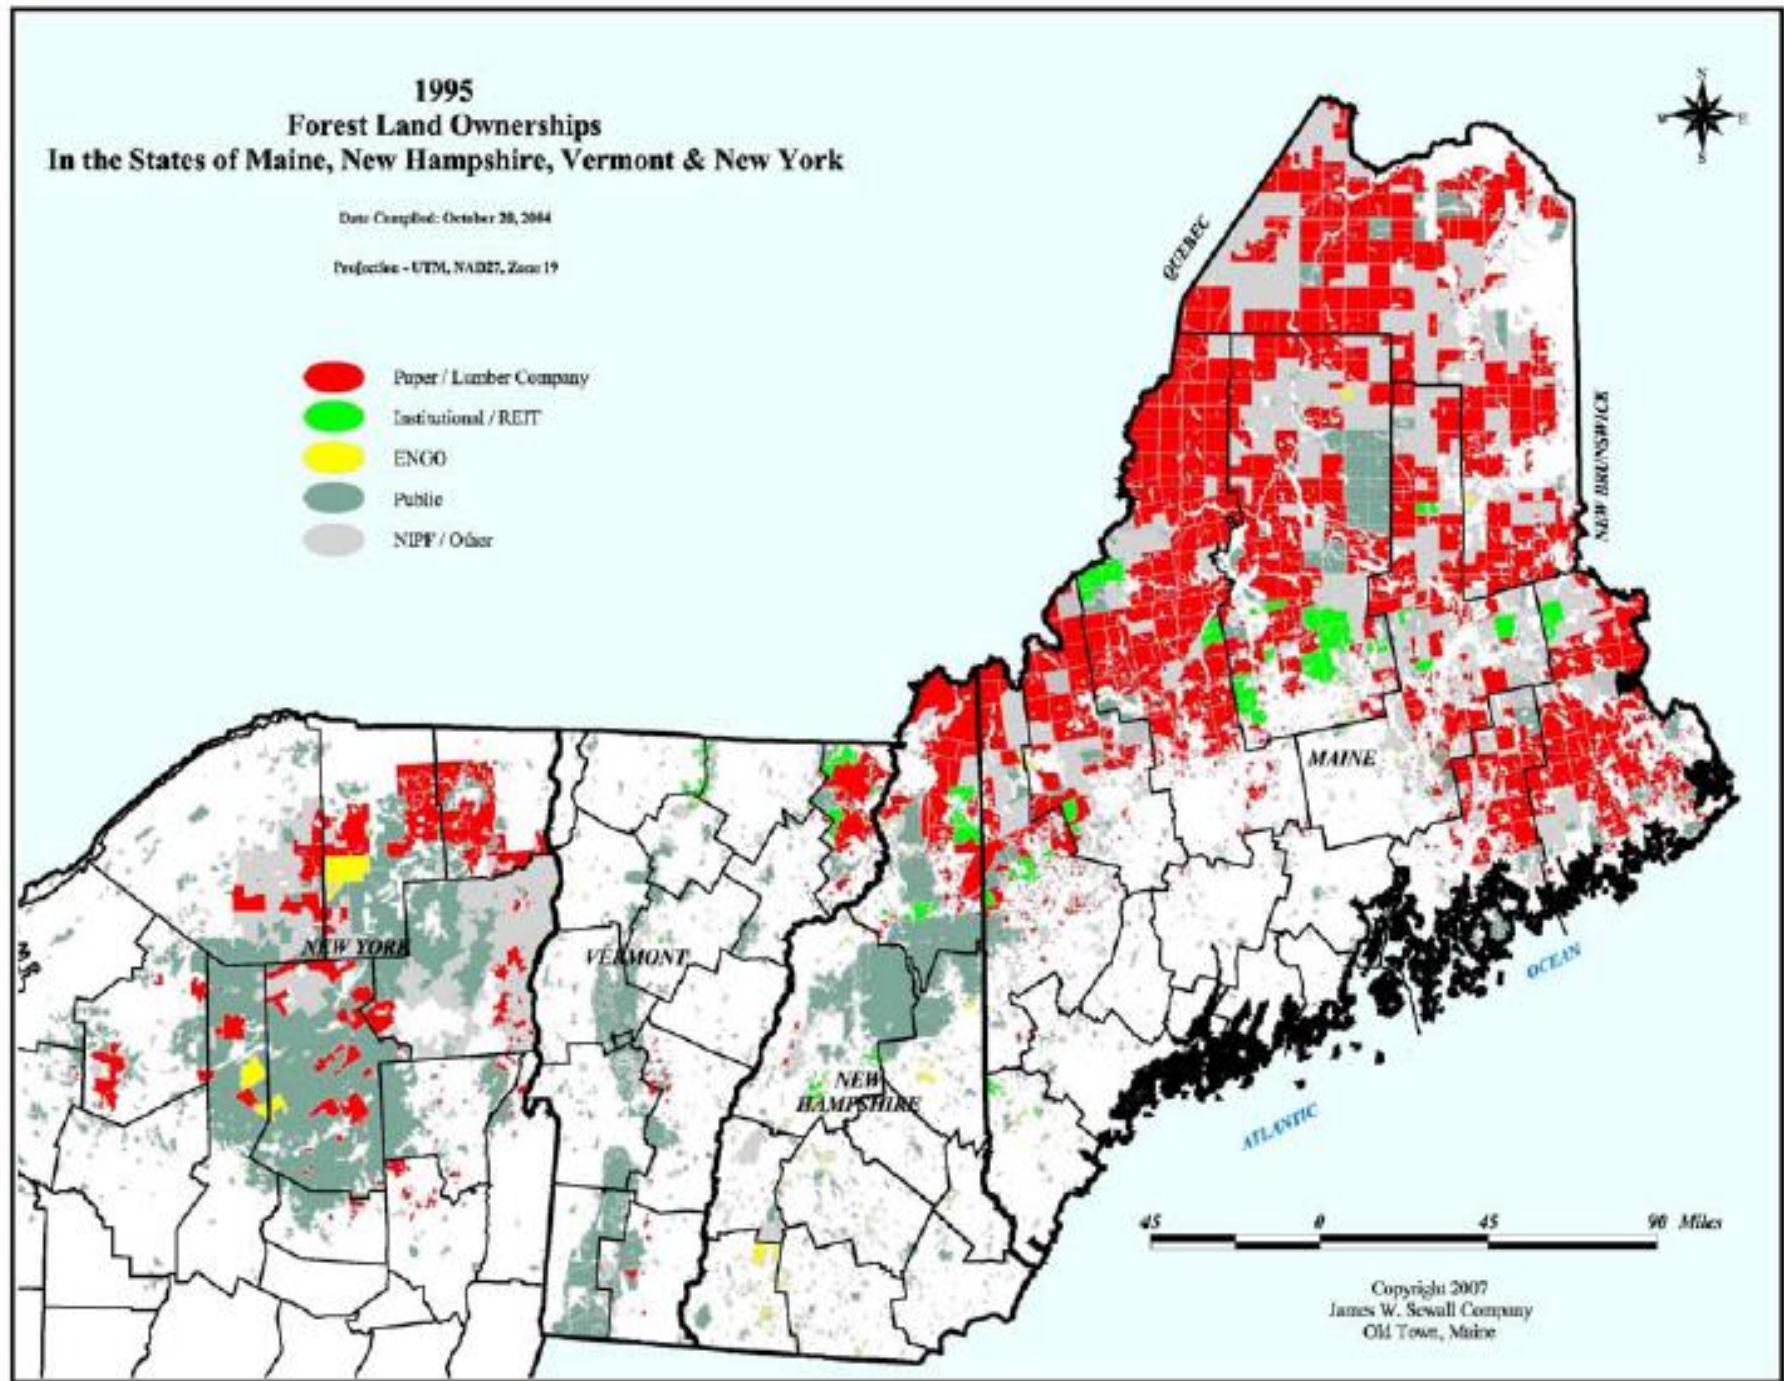 1995
Forest Land Ownerships
In the States of Maine, New Hampshire, Vermont & New York
Date Compiled: October 20, 2004
Projection - UTM, NAD27, Zone 19
Paper / Lumber Company
Institutional / REIT
ENGO
Public
NIPF / Other
N
W
E
S
QUEBEC
NEW BRUNSWICK
MAINE
NEW YORK
VERMONT
NEW
HAMPSHIRE
OCEAN
ATLANTIC
45 0 45 90 Miles
Copyright 2007
James W. Sewall Company
Old Town, Maine